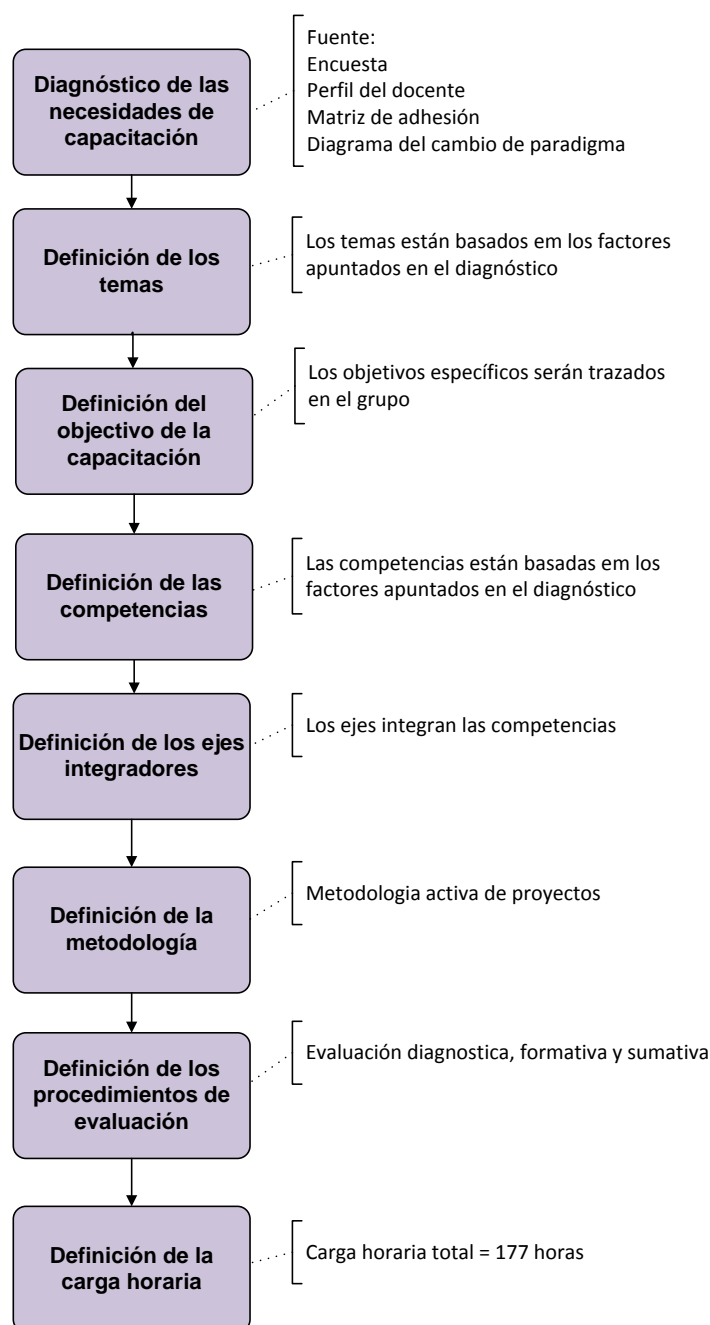 Diagnóstico de las
necesidades de
capacitación
Fuente:
Encuesta
Perfil del docente
Matriz de adhesión
Diagrama del cambio de paradigma
Definición de los
temas
Los temas están basados em los factores
apuntados en el diagnóstico
Definición del
objectivo de la
capacitación
Los objetivos específicos serán trazados
en el grupo
Definición de las
competencias
Las competencias están basadas em los
factores apuntados en el diagnóstico
Definición de los ejes
integradores
Los ejes integran las competencias
Definición de la
metodología
Metodologia activa de proyectos
Definición de los
procedimientos de
evaluación
Evaluación diagnostica, formativa y sumativa
Definición de la
carga horaria
Carga horaria total = 177 horas